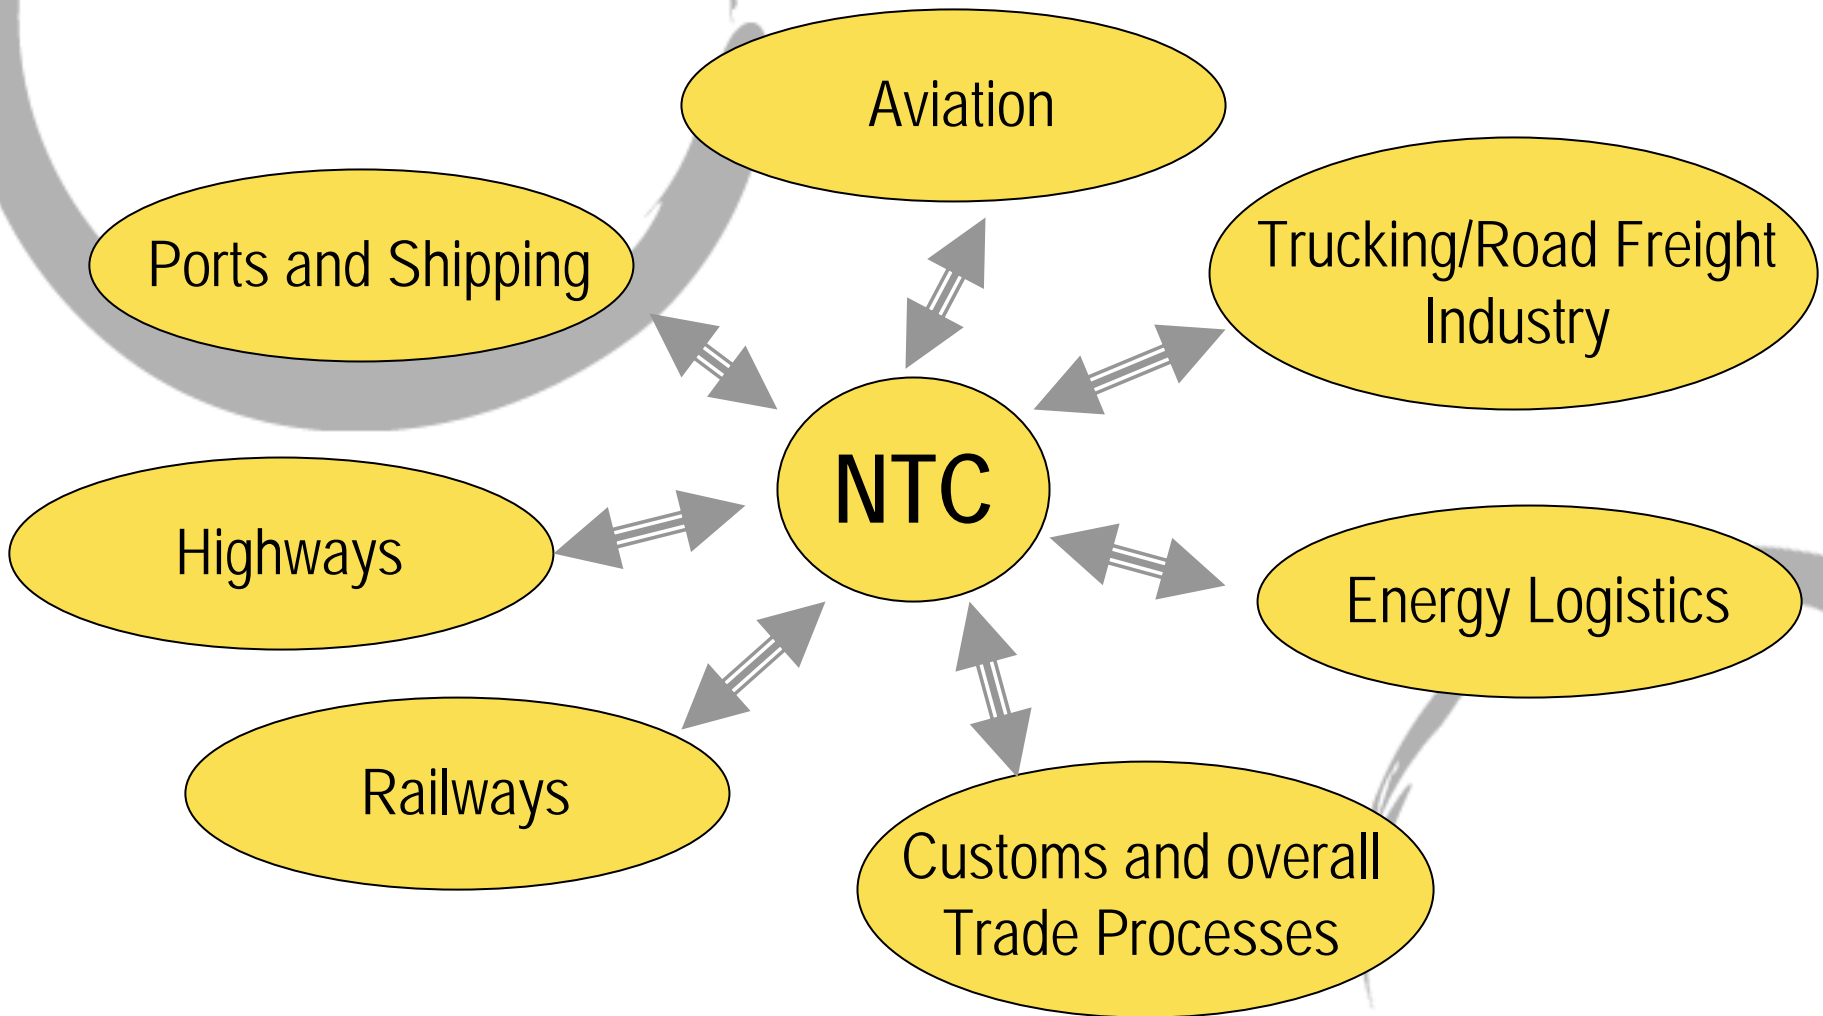 Aviation
Ports and Shipping
Trucking/Road Freight
Industry
NTC
Highways
Energy Logistics
Railways
Customs and overall
Trade Processes